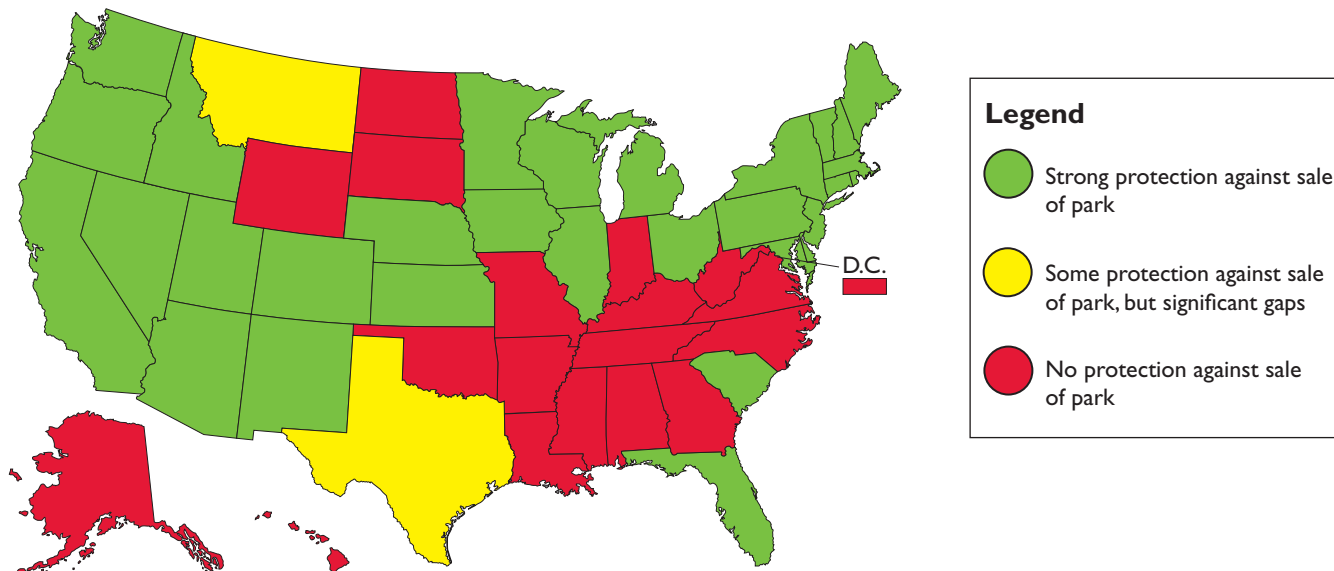 D.C.
Legend
Strong protection against sale
of park
Some protection against sale
of park, but significant gaps
No protection against sale
of park